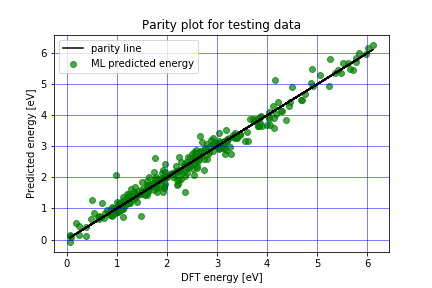 Parity plot for testing data
parity line
ML predicted energy
Predicted energy [eV]
6
5
4
3
2
1
0
0 1 2 3 4 5 6
DFT energy [eV]